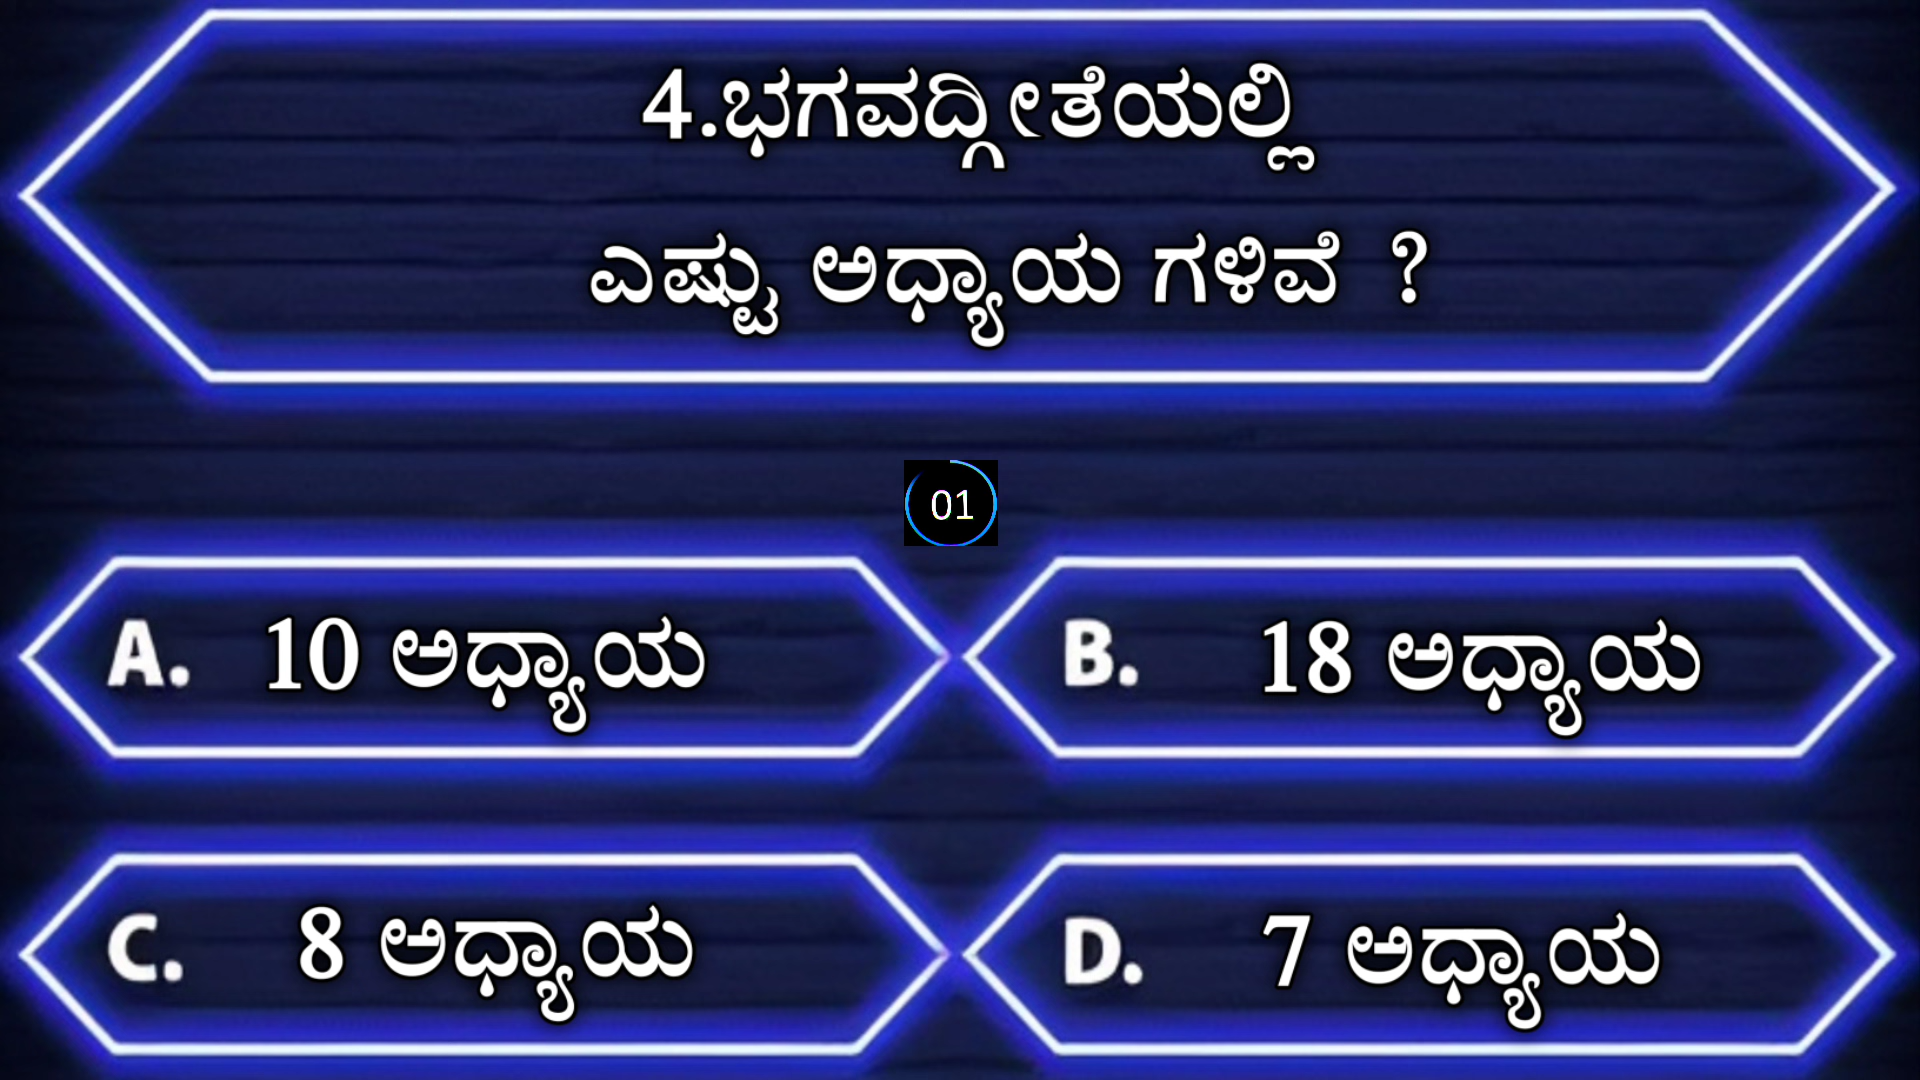 4.ಭಗವದ್ಗೀತೆಯಲ್ಲಿ
ಎಷ್ಟು ಅಧ್ಯಾಯ ಗಳಿವೆ ?
01
A. 10 ಅಧ್ಯಾಯ
B. 18 ಅಧ್ಯಾಯ
C. 8 ಅಧ್ಯಾಯ
D. 7 ಅಧ್ಯಾಯ